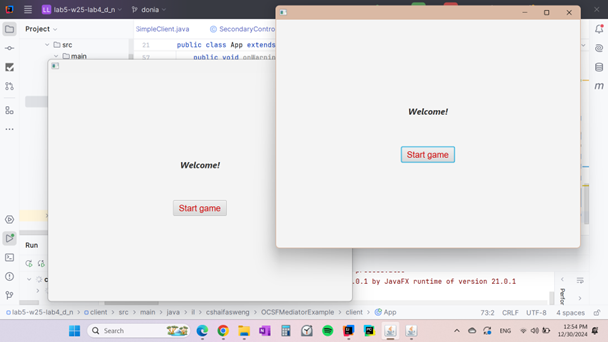 LL lab5-w25-lab4_d_n donia
Project
SimpleClient.java SecondaryContro
src
main
21 public class App extends
52
Welcome!
Start game
Welcome!
Start game
Run
.0.1 by JavaFX runtime of version 21.0.1
lab5-w25-lab4_d_n > client > src > main > java > il > cshaifasweng > OCSFMediatorExample > client > App
73:2 CRLF UTF-8 4 spaces
Search
ENG
12:54 PM
12/30/2024